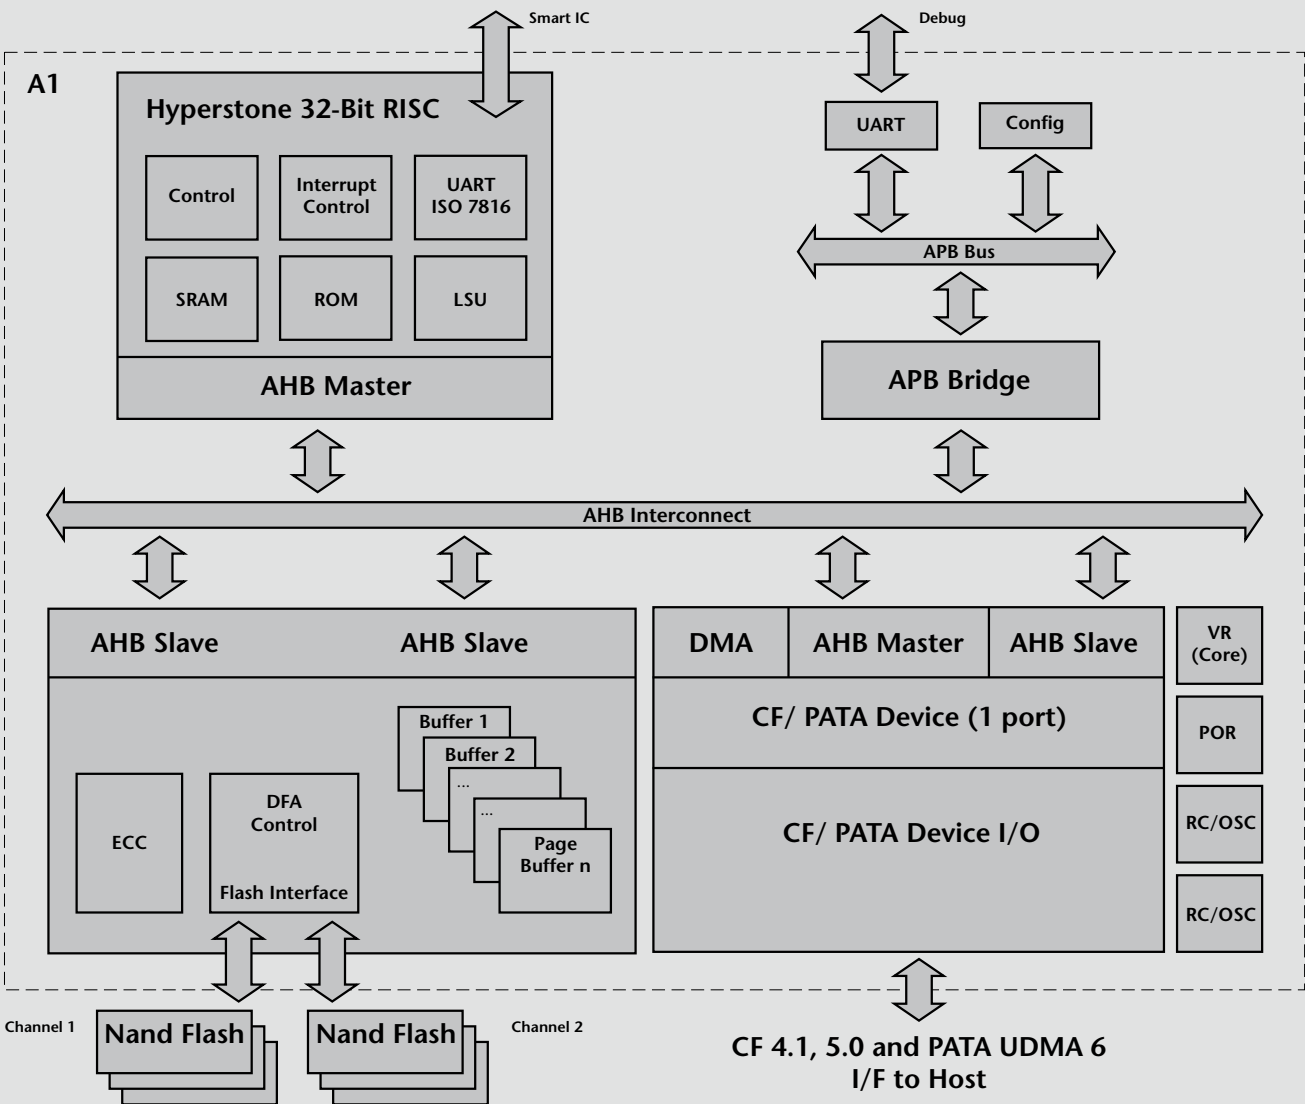 Smart IC
Debug
A1
Hyperstone 32-Bit RISC
UART
Config
Control
Interrupt
Control
UART
ISO 7816
APB Bus
SRAM
ROM
LSU
AHB Master
APB Bridge
AHB Interconnect
AHB Slave
AHB Slave
DMA
AHB Master
AHB Slave
VR
(Core)
CF/ PATA Device (1 port)
POR
Buffer 1
Buffer 2
...
...
Page
Buffer n
ECC
DFA
Control
Flash Interface
CF/ PATA Device I/O
RC/OSC
RC/OSC
Channel 1
Nand Flash
Nand Flash
Channel 2
CF 4.1, 5.0 and PATA UDMA 6
I/F to Host